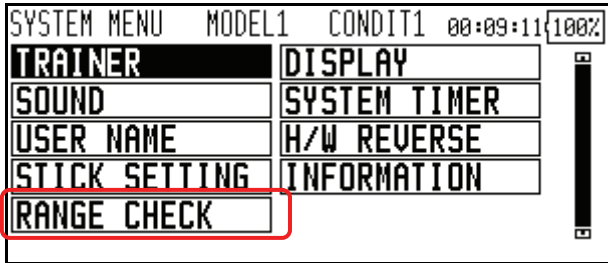 SYSTEM MENU MODEL1 CONDIT1 00:09:11 100%
TRAINER DISPLAY
SOUND SYSTEM TIMER
USER NAME H/W REVERSE
STICK SETTING INFORMATION
RANGE CHECK